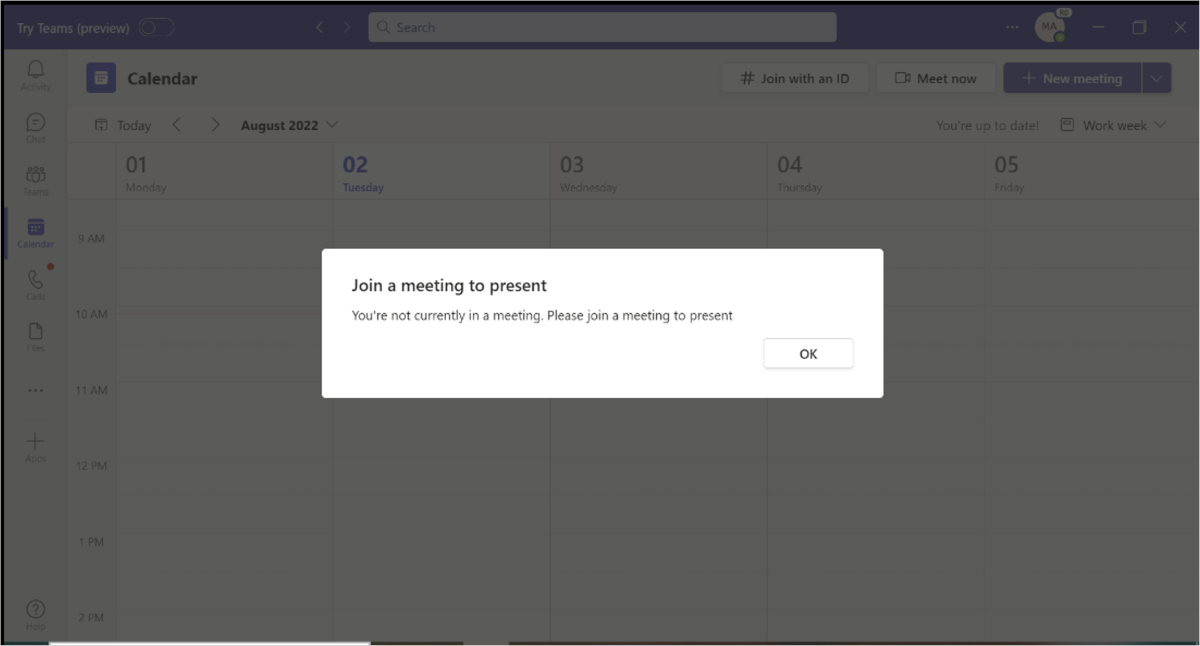 Try Teams (preview)
Search
MA
Activity
Chat
Teams
Calendar
Calls
Files
Apps
Help
Calendar
Join with an ID
Meet now
New meeting
Today
August 2022
You're up to date!
Work week
01
Monday
02
Tuesday
03
Wednesday
04
Thursday
05
Friday
9 AM
10 AM
11 AM
12 PM
1 PM
2 PM
Join a meeting to present
You're not currently in a meeting. Please join a meeting to present
OK